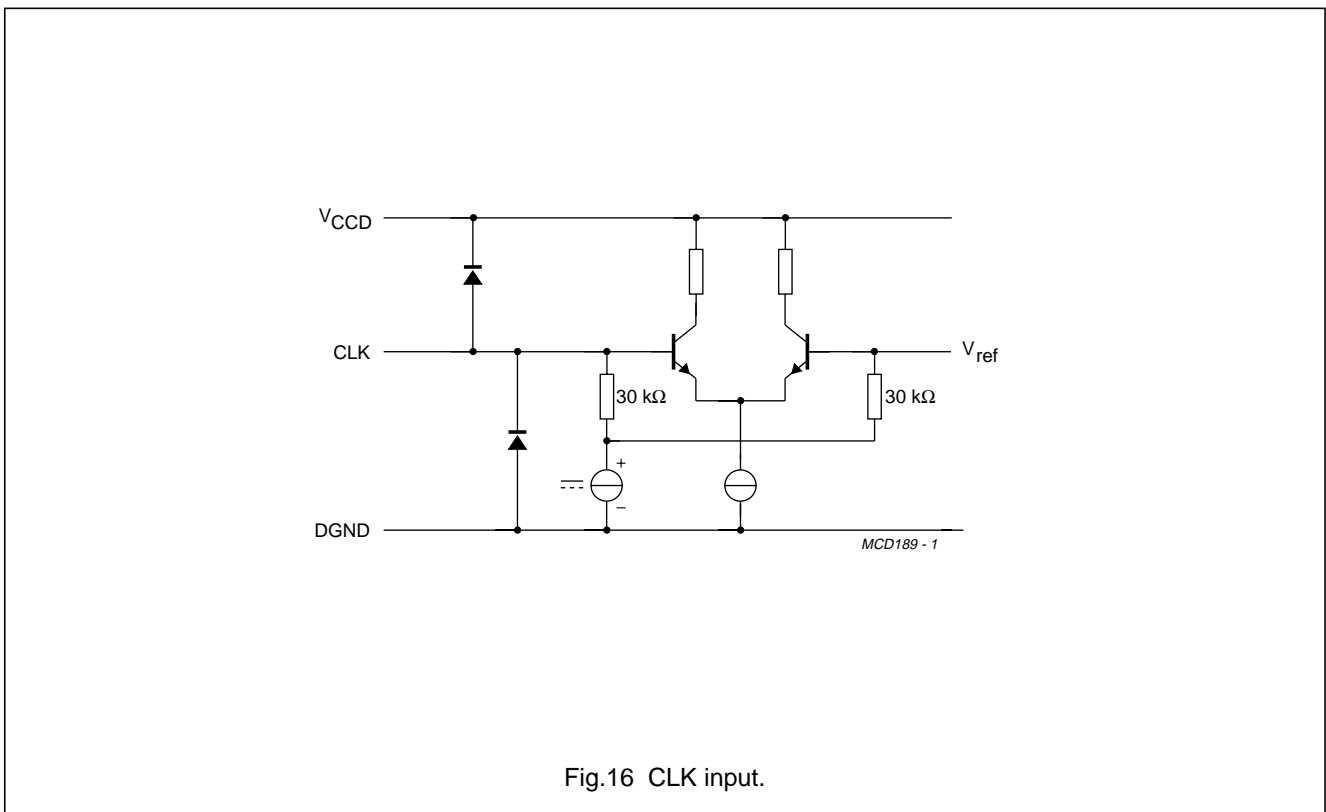 VCCD
CLK
Vref
30 kΩ
30 kΩ
+
−
DGND
MCD189 - 1
Fig.16 CLK input.